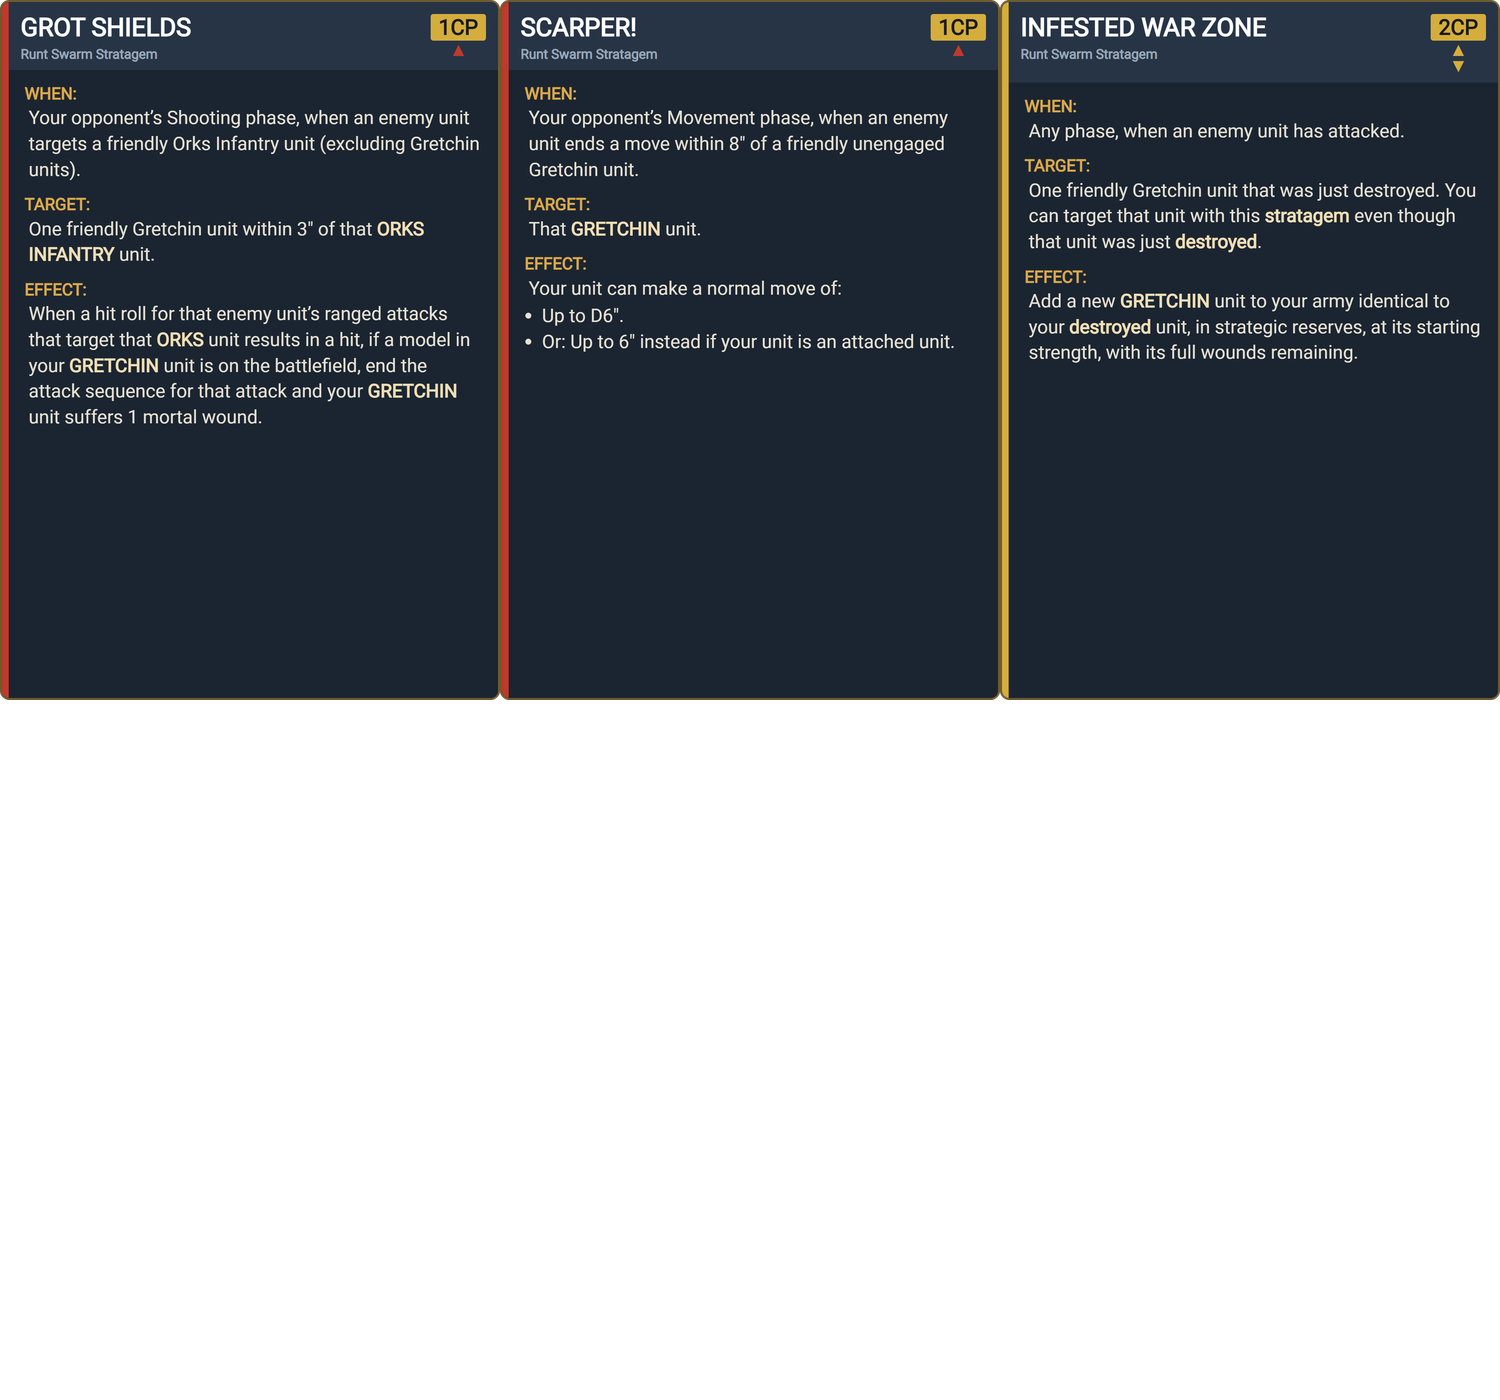 GROT SHIELDS
1CP
Runt Swarm Stratagem
WHEN:
Your opponent’s Shooting phase, when an enemy unit
targets a friendly Orks Infantry unit (excluding Gretchin
units).
TARGET:
One friendly Gretchin unit within 3" of that ORKS
INFANTRY unit.
EFFECT:
When a hit roll for that enemy unit’s ranged attacks
that target that ORKS unit results in a hit, if a model in
your GRETCHIN unit is on the battlefield, end the
attack sequence for that attack and your GRETCHIN
unit suffers 1 mortal wound.
SCARPER!
1CP
Runt Swarm Stratagem
WHEN:
Your opponent’s Movement phase, when an enemy
unit ends a move within 8" of a friendly unengaged
Gretchin unit.
TARGET:
That GRETCHIN unit.
EFFECT:
Your unit can make a normal move of:
• Up to D6".
• Or: Up to 6" instead if your unit is an attached unit.
INFESTED WAR ZONE
2CP
Runt Swarm Stratagem
WHEN:
Any phase, when an enemy unit has attacked.
TARGET:
One friendly Gretchin unit that was just destroyed. You
can target that unit with this stratagem even though
that unit was just destroyed.
EFFECT:
Add a new GRETCHIN unit to your army identical to
your destroyed unit, in strategic reserves, at its starting
strength, with its full wounds remaining.